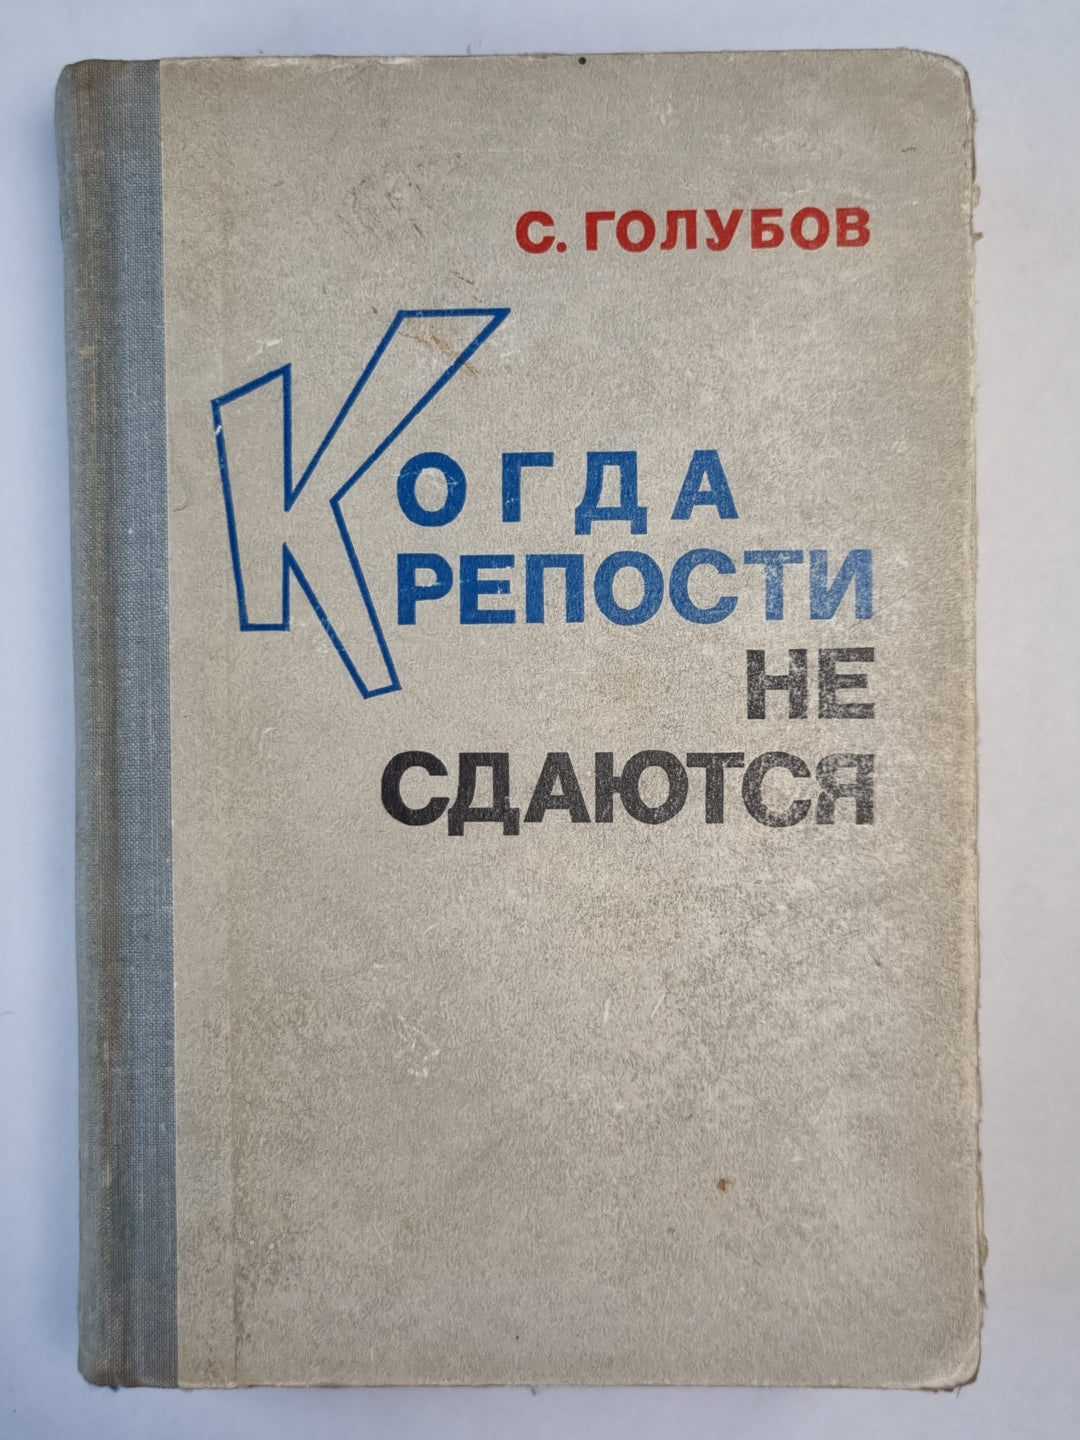 С. ГОЛУБОВ
КОГДА
КРЕПОСТИ
НЕ
СДАЮТСЯ